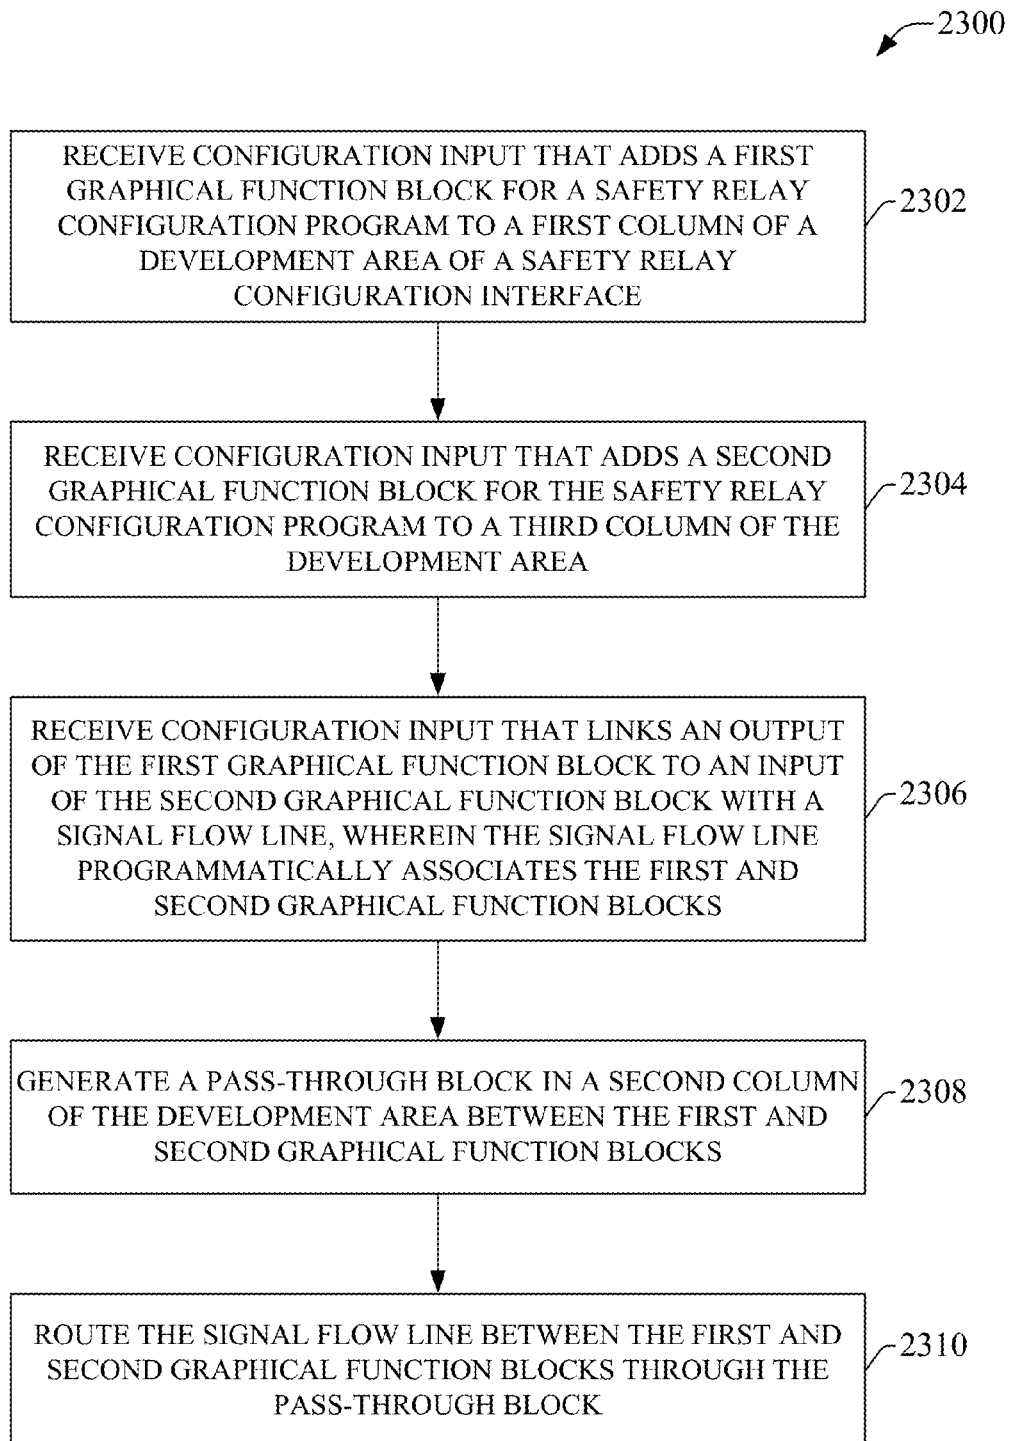 2300
RECEIVE CONFIGURATION INPUT THAT ADDS A FIRST
GRAPHICAL FUNCTION BLOCK FOR A SAFETY RELAY
CONFIGURATION PROGRAM TO A FIRST COLUMN OF A
DEVELOPMENT AREA OF A SAFETY RELAY
CONFIGURATION INTERFACE
2302
RECEIVE CONFIGURATION INPUT THAT ADDS A SECOND
GRAPHICAL FUNCTION BLOCK FOR THE SAFETY RELAY
CONFIGURATION PROGRAM TO A THIRD COLUMN OF THE
DEVELOPMENT AREA
2304
RECEIVE CONFIGURATION INPUT THAT LINKS AN OUTPUT
OF THE FIRST GRAPHICAL FUNCTION BLOCK TO AN INPUT
OF THE SECOND GRAPHICAL FUNCTION BLOCK WITH A
SIGNAL FLOW LINE, WHEREIN THE SIGNAL FLOW LINE
PROGRAMMATICALLY ASSOCIATES THE FIRST AND
SECOND GRAPHICAL FUNCTION BLOCKS
2306
GENERATE A PASS-THROUGH BLOCK IN A SECOND COLUMN
OF THE DEVELOPMENT AREA BETWEEN THE FIRST AND
SECOND GRAPHICAL FUNCTION BLOCKS
2308
ROUTE THE SIGNAL FLOW LINE BETWEEN THE FIRST AND
SECOND GRAPHICAL FUNCTION BLOCKS THROUGH THE
PASS-THROUGH BLOCK
2310